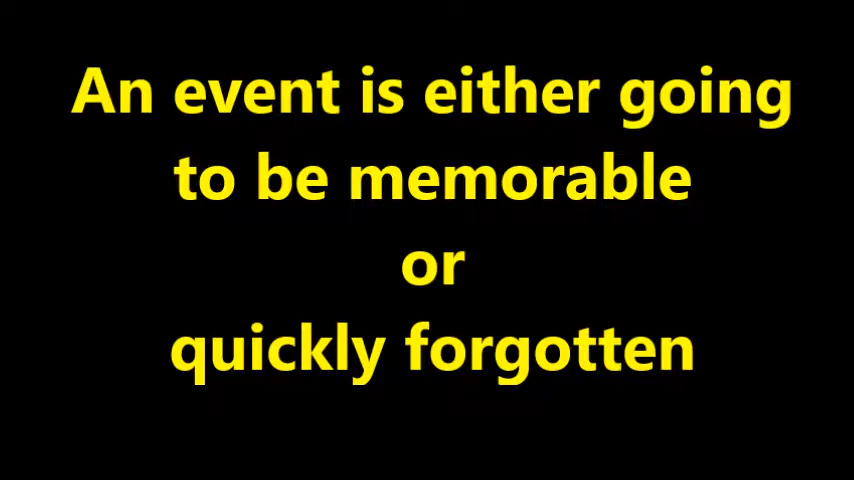 An event is either going
to be memorable
or
quickly forgotten